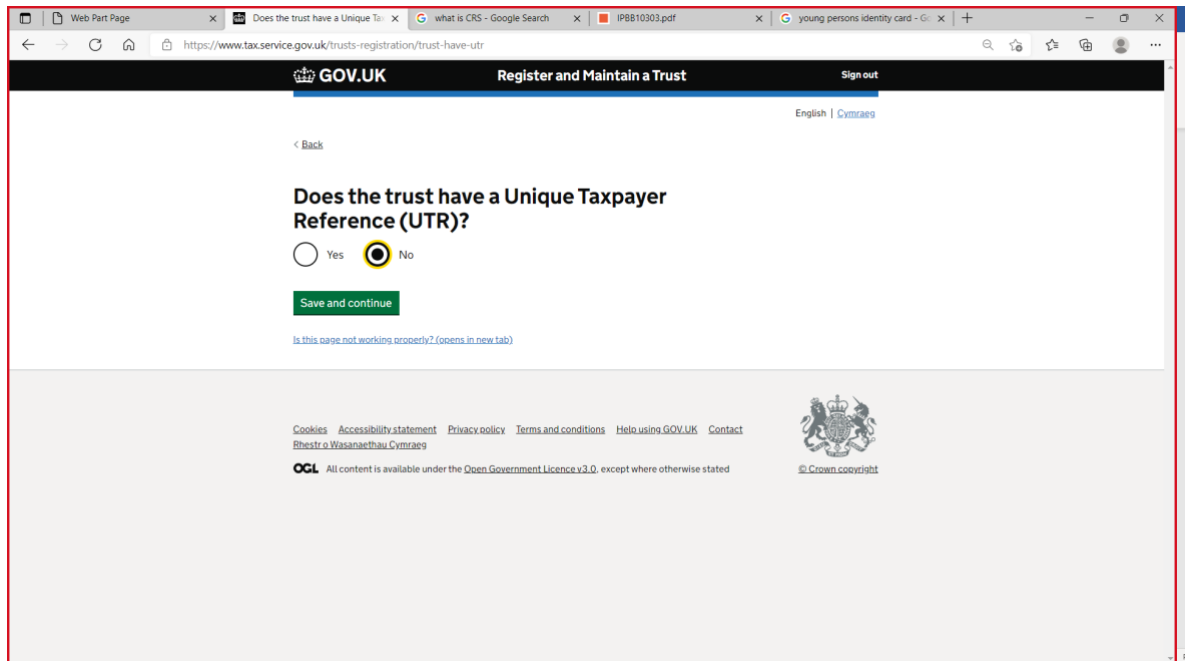 Web Part Page
Does the trust have a Unique Ta
what is CRS - Google Search
IPBB10303.pdf
young persons identity card - Go
https://www.tax.service.gov.uk/trusts-registration/trust-have-utr
GOV.UK
Register and Maintain a Trust
Sign out
English | Cymraeg
< Back
Does the trust have a Unique Taxpayer
Reference (UTR)?
Yes No
Save and continue
Is this page not working properly? (opens in new tab)
Cookies Accessibility statement Privacy policy Terms and conditions Help using GOV.UK Contact
Rhestr o Wasanaethau Cymraeg
OGL All content is available under the Open Government Licence v3.0, except where otherwise stated
© Crown copyright